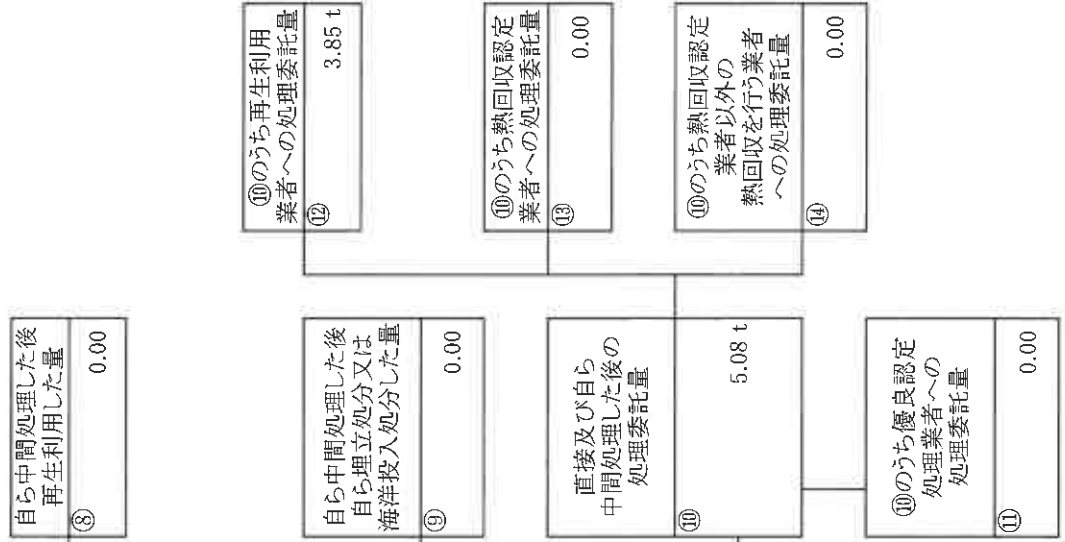 自ら中間処理した後
再生利用した量
⑧
0.00
自ら中間処理した後
自ら埋立処分又は
海洋投入処分した量
⑨
0.00
直接及び自ら
中間処理した後の
処理委託量
⑩
5.08 t
⑩のうち優良認定
処理業者への
処理委託量
⑪
0.00
⑩のうち再生利用
業者への処理委託量
⑫
3.85 t
⑩のうち熱回収認定
業者への処理委託量
⑬
0.00
⑩のうち熱回収認定
業者以外の
熱回収を行う業者
への処理委託量
⑭
0.00